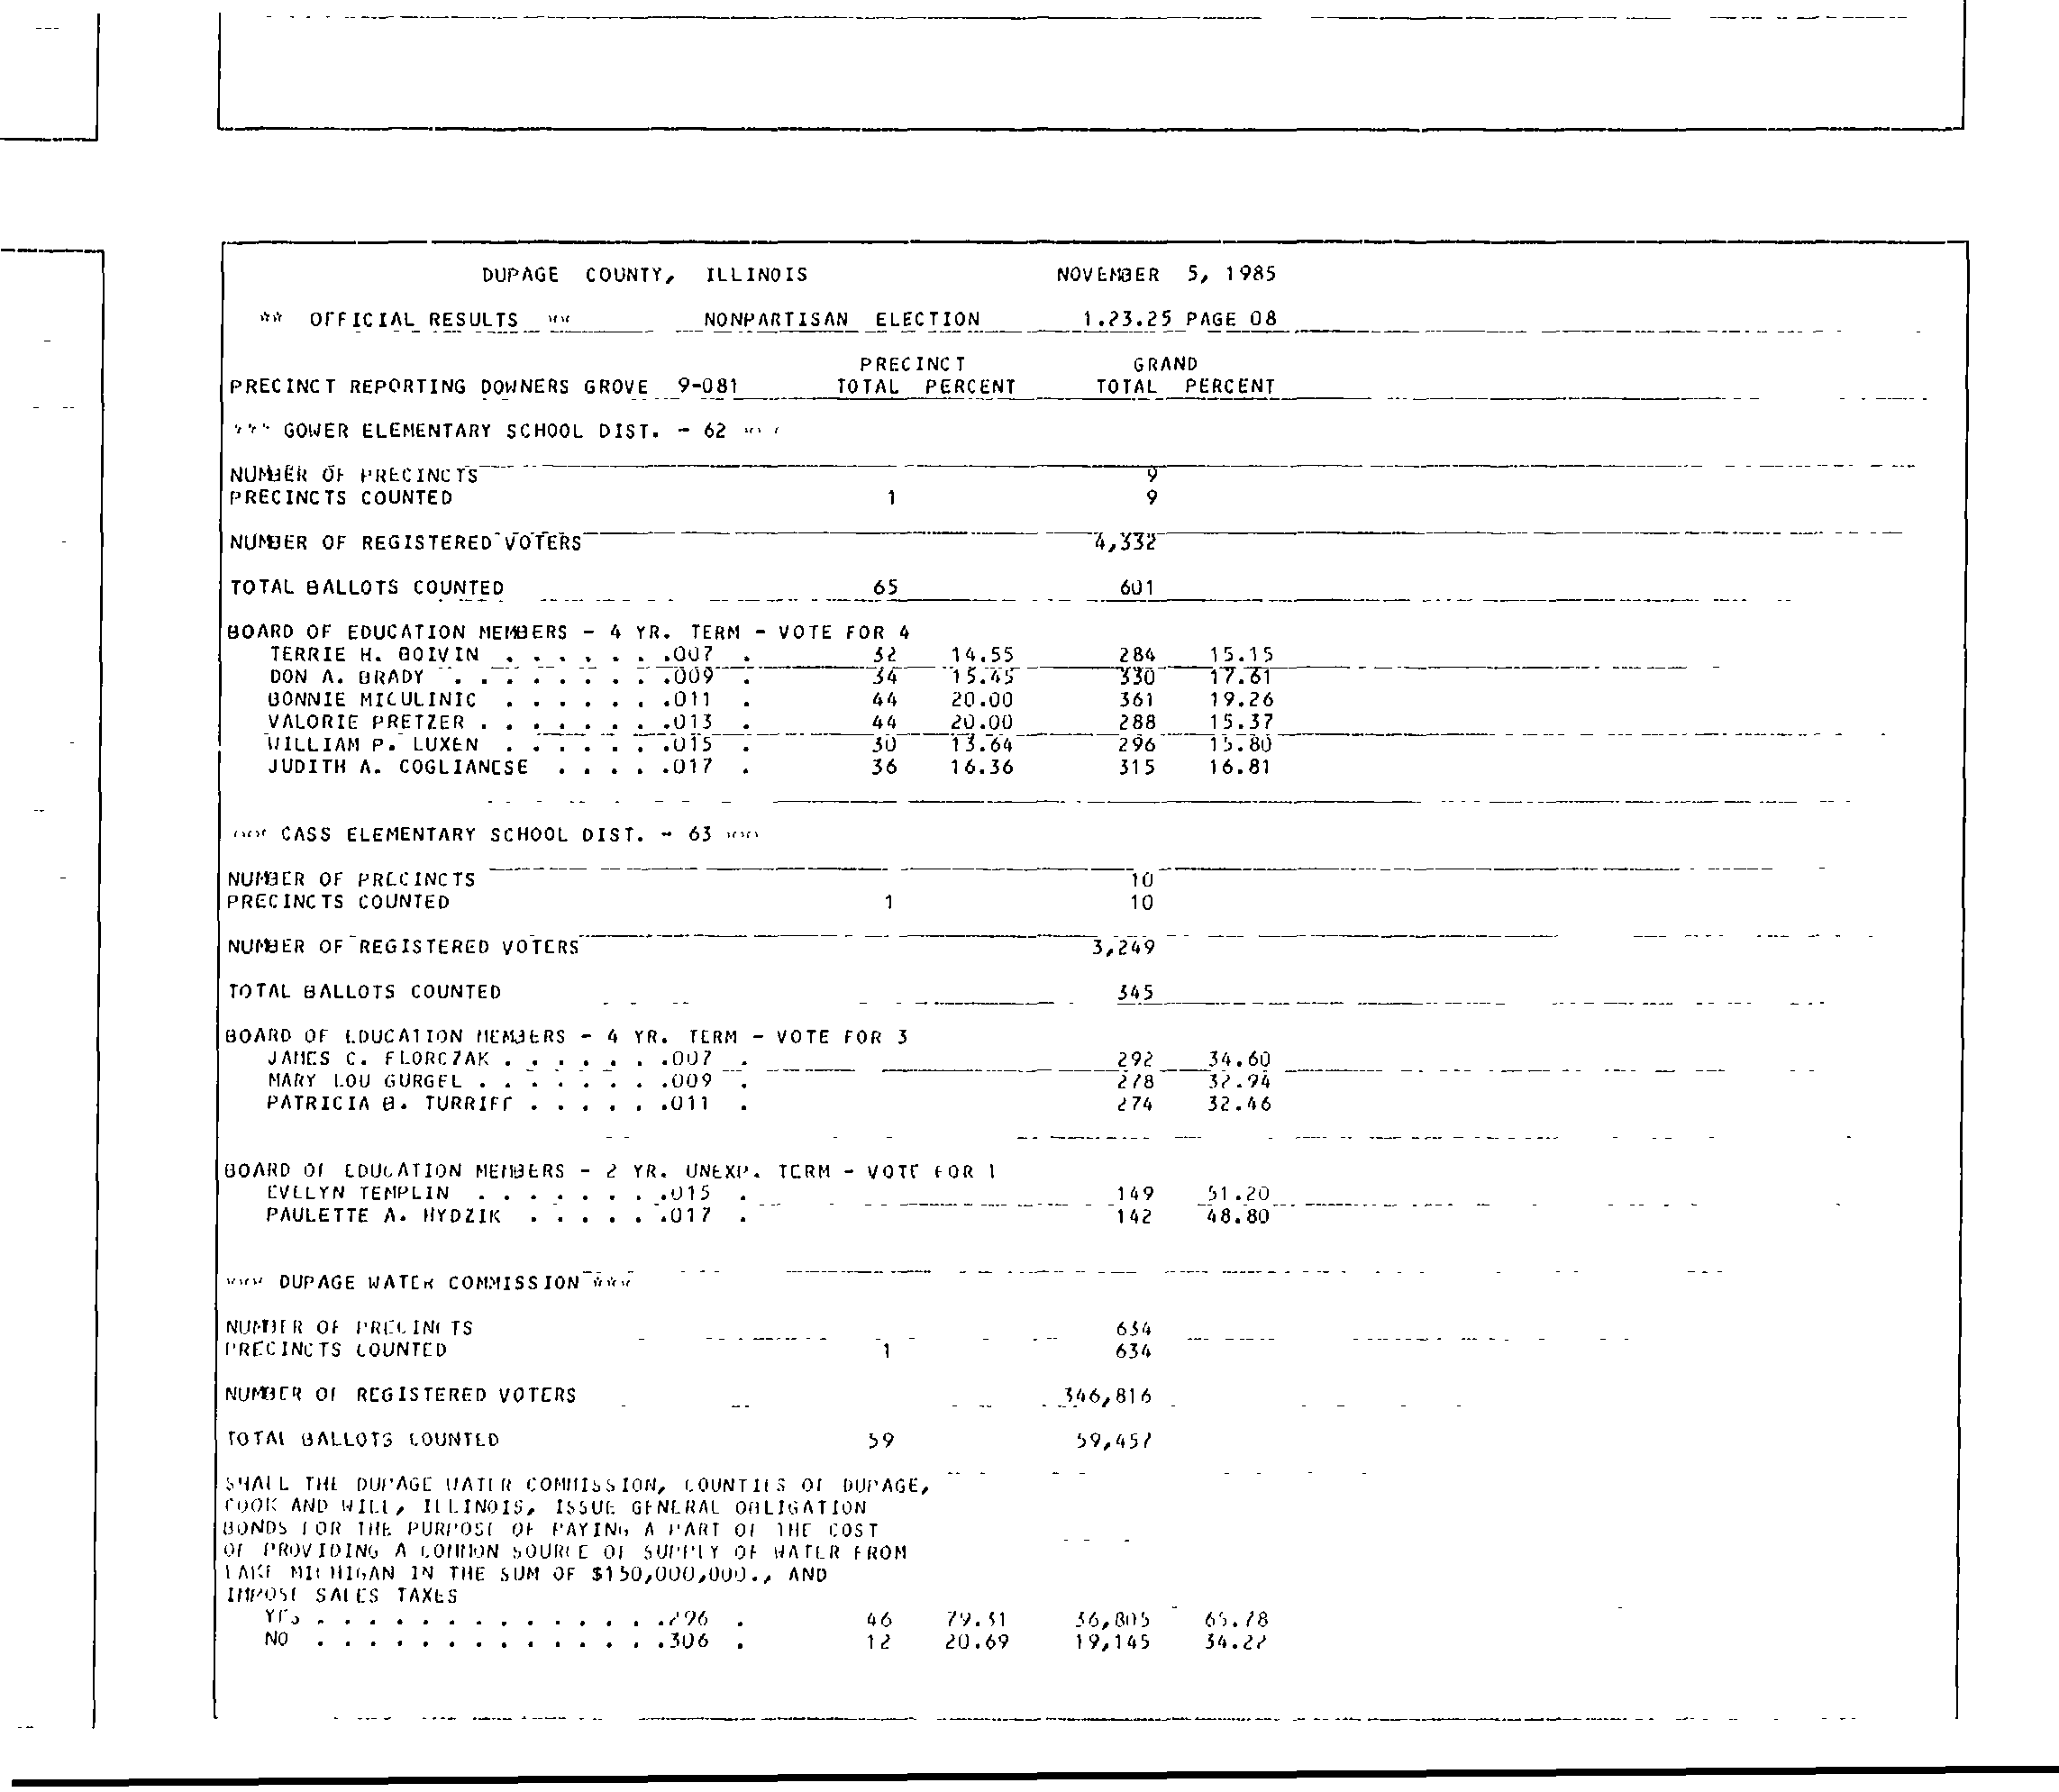 DUPAGE COUNTY, ILLINOIS NOVEMBER 5, 1985
** OFFICIAL RESULTS ** NONPARTISAN ELECTION 1.23.25 PAGE 08
PRECINCT GRAND
PRECINCT REPORTING DOWNERS GROVE 9-081 TOTAL PERCENT TOTAL PERCENT
*** GOWER ELEMENTARY SCHOOL DIST. - 62 ***
NUMBER OF PRECINCTS 9
PRECINCTS COUNTED 1 9
NUMBER OF REGISTERED VOTERS 4,332
TOTAL BALLOTS COUNTED 65 601
BOARD OF EDUCATION MEMBERS - 4 YR. TERM - VOTE FOR 4
TERRIE H. BOIVIN . . . . . . .007 . 32 14.55 284 15.15
DON A. BRADY . . . . . . . . .009 . 34 15.45 330 17.61
BONNIE MICULINIC . . . . . . .011 . 44 20.00 361 19.26
VALORIE PRETZER . . . . . . . .013 . 44 20.00 288 15.37
WILLIAM P. LUXEN . . . . . . .015 . 30 13.64 296 15.80
JUDITH A. COGLIANESE . . . . .017 . 36 16.36 315 16.81
*** CASS ELEMENTARY SCHOOL DIST. - 63 ***
NUMBER OF PRECINCTS 10
PRECINCTS COUNTED 1 10
NUMBER OF REGISTERED VOTERS 3,249
TOTAL BALLOTS COUNTED 345
BOARD OF EDUCATION MEMBERS - 4 YR. TERM - VOTE FOR 3
JAMES C. FLORCZAK . . . . . . .007 . 292 34.60
MARY LOU GURGEL . . . . . . . .009 . 278 32.94
PATRICIA B. TURRIFF . . . . . .011 . 274 32.46
BOARD OF EDUCATION MEMBERS - 2 YR. UNEXP. TERM - VOTE FOR 1
EVELYN TEMPLIN . . . . . . . .015 . 149 51.20
PAULETTE A. HYDZIK . . . . . .017 . 142 48.80
*** DUPAGE WATER COMMISSION ***
NUMBER OF PRECINCTS 634
PRECINCTS COUNTED 1 634
NUMBER OF REGISTERED VOTERS 346,816
TOTAL BALLOTS COUNTED 59 59,457
SHALL THE DUPAGE WATER COMMISSION, COUNTIES OF DUPAGE,
COOK AND WILL, ILLINOIS, ISSUE GENERAL OBLIGATION
BONDS FOR THE PURPOSE OF PAYING A PART OF THE COST
OF PROVIDING A COMMON SOURCE OF SUPPLY OF WATER FROM
LAKE MICHIGAN IN THE SUM OF $150,000,000., AND
IMPOSE SALES TAXES
YES . . . . . . . . . . . . . .296 . 46 79.31 36,805 65.78
NO . . . . . . . . . . . . . .306 . 12 20.69 19,145 34.22